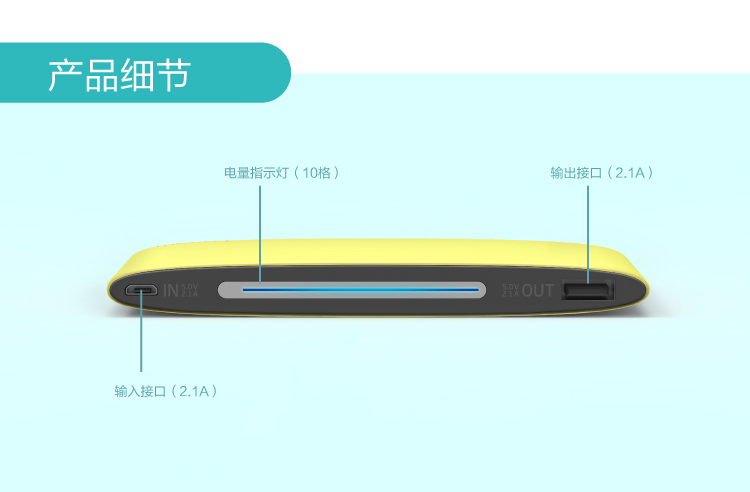 产品细节
电量指示灯（10格）
输出接口（2.1A）
IN 5.0V 2.1A
5.0V 2.1A OUT
输入接口（2.1A）